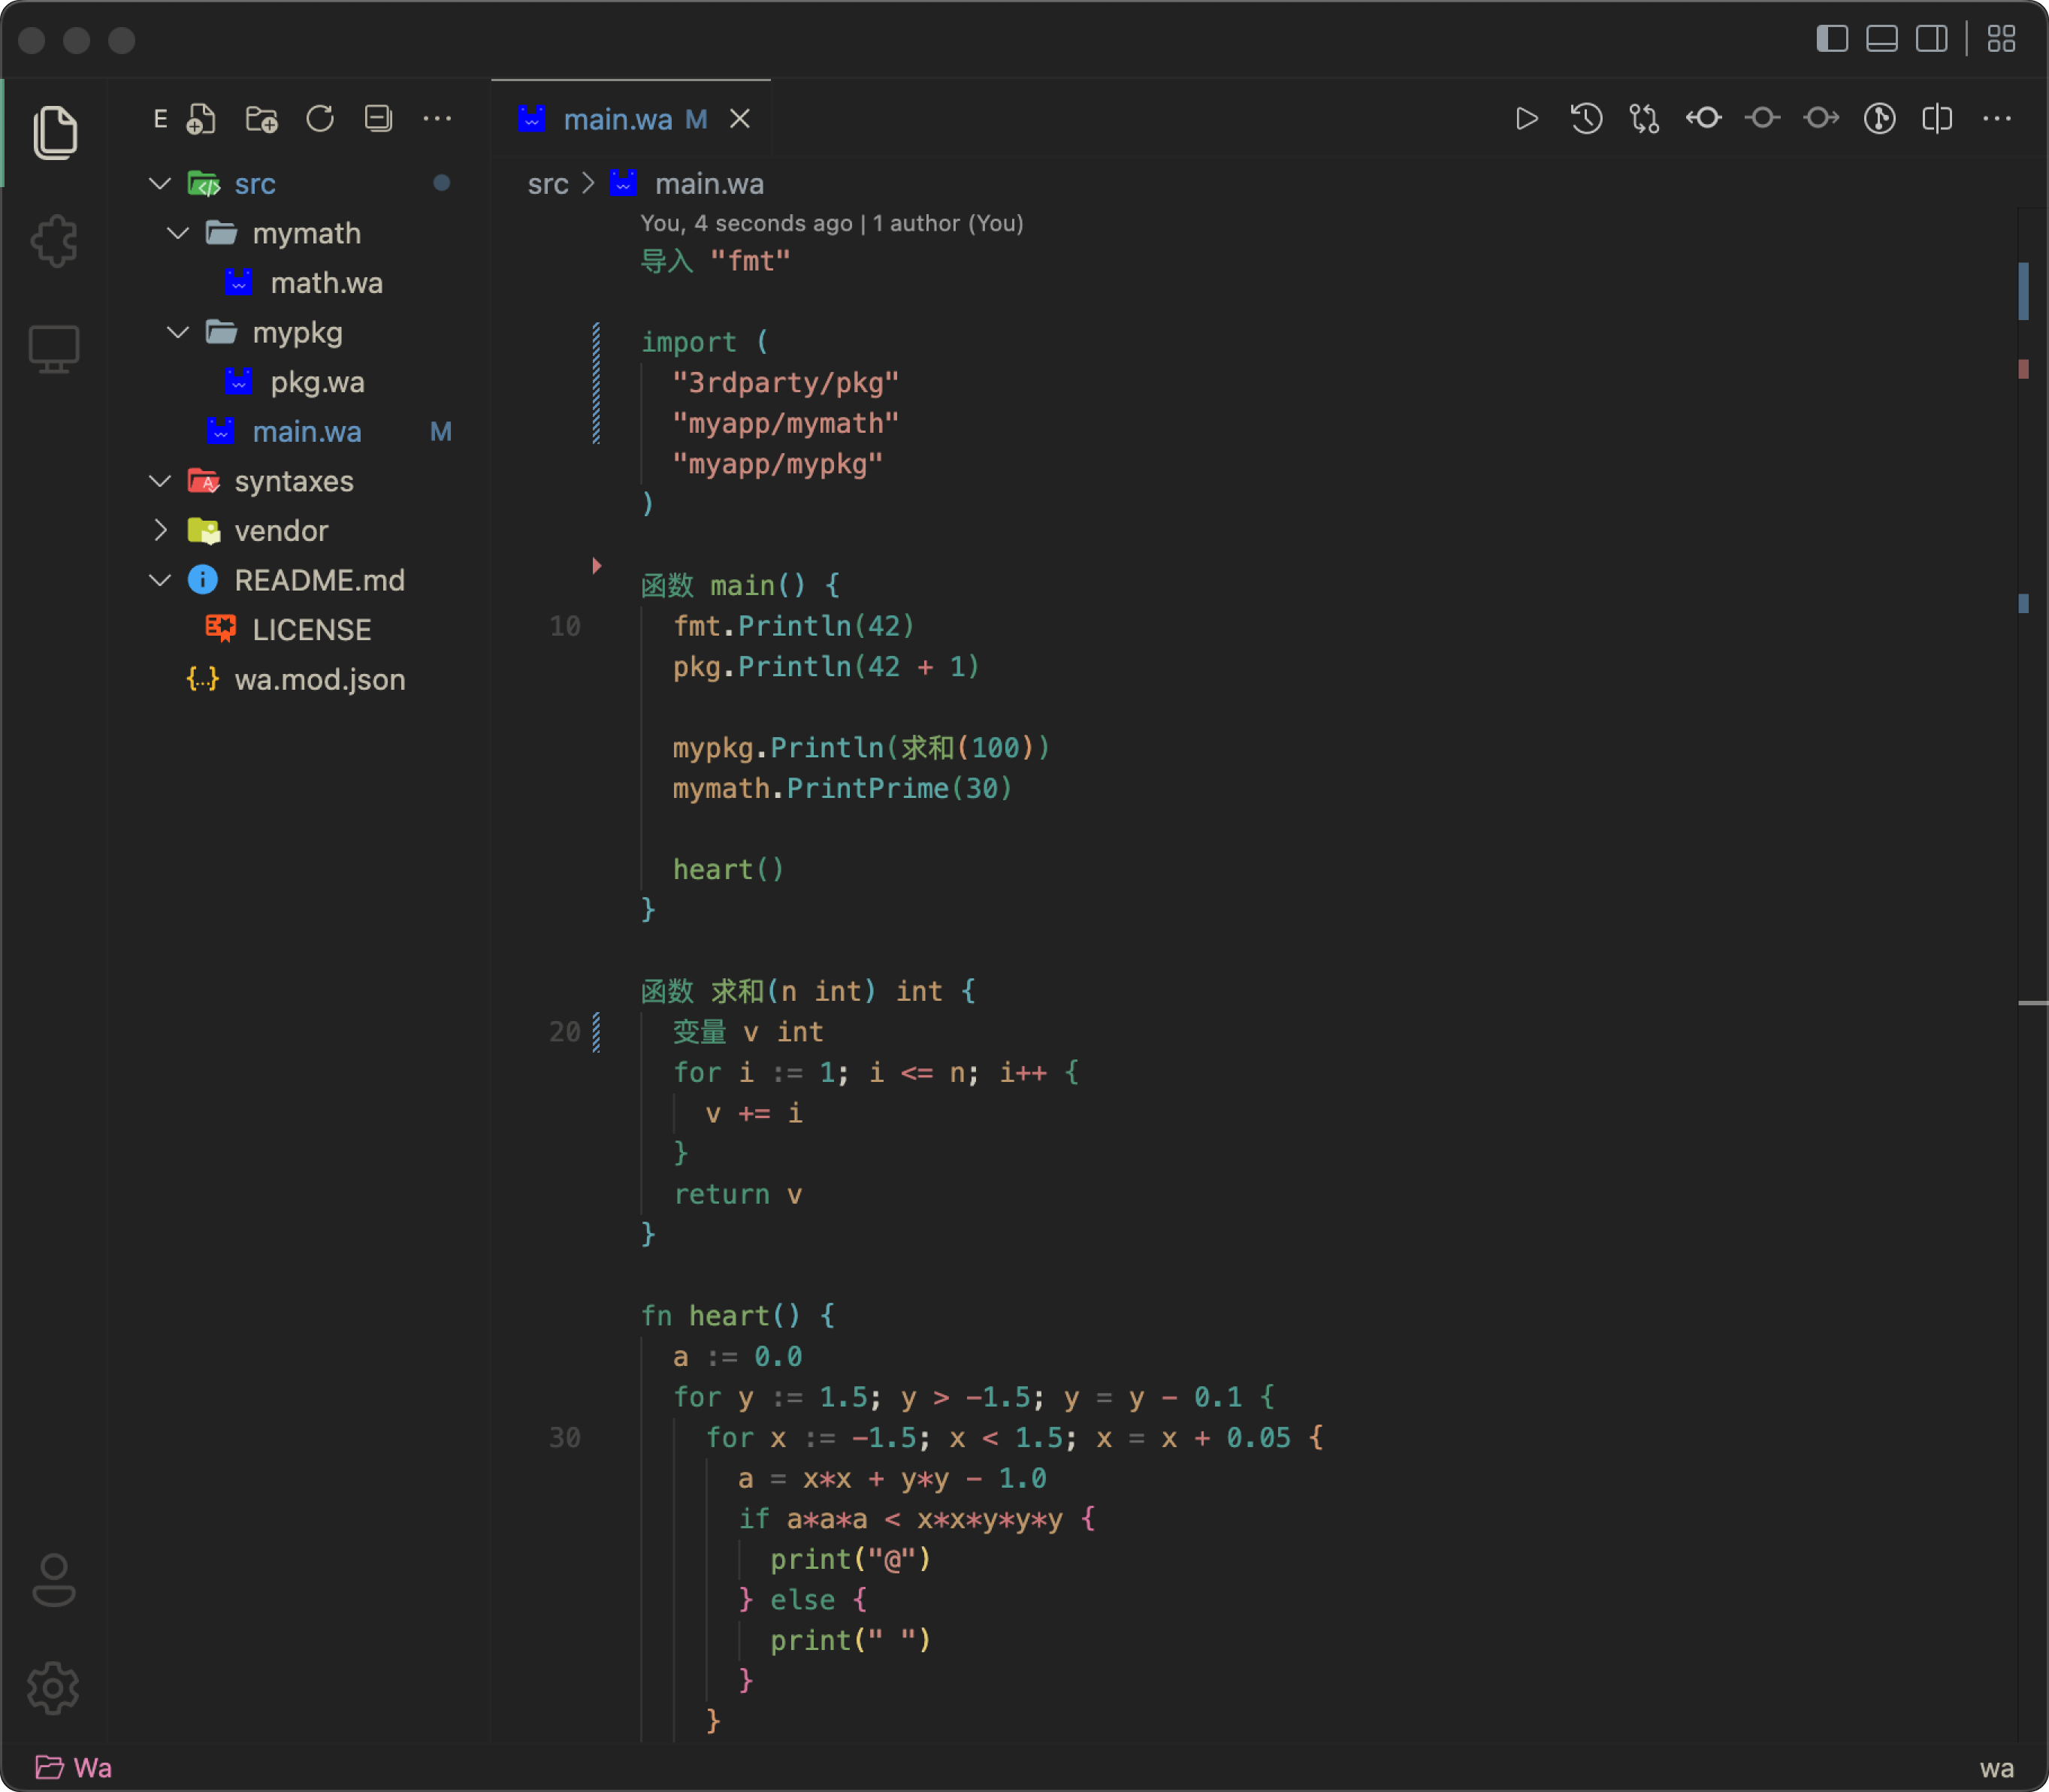 E
main.wa M
src
mymath
math.wa
mypkg
pkg.wa
main.wa M
syntaxes
vendor
README.md
LICENSE
wa.mod.json
src > main.wa
You, 4 seconds ago | 1 author (You)
导入 "fmt"
import (
"3rdparty/pkg"
"myapp/mymath"
"myapp/mypkg"
)
函数 main() {
10 fmt.Println(42)
pkg.Println(42 + 1)
mypkg.Println(求和(100))
mymath.PrintPrime(30)
heart()
}
函数 求和(n int) int {
20 变量 v int
for i := 1; i <= n; i++ {
v += i
}
return v
}
fn heart() {
a := 0.0
for y := 1.5; y > -1.5; y = y - 0.1 {
30 for x := -1.5; x < 1.5; x = x + 0.05 {
a = x*x + y*y - 1.0
if a*a*a < x*x*y*y*y {
print("@")
} else {
print(" ")
}
}
Wa
wa